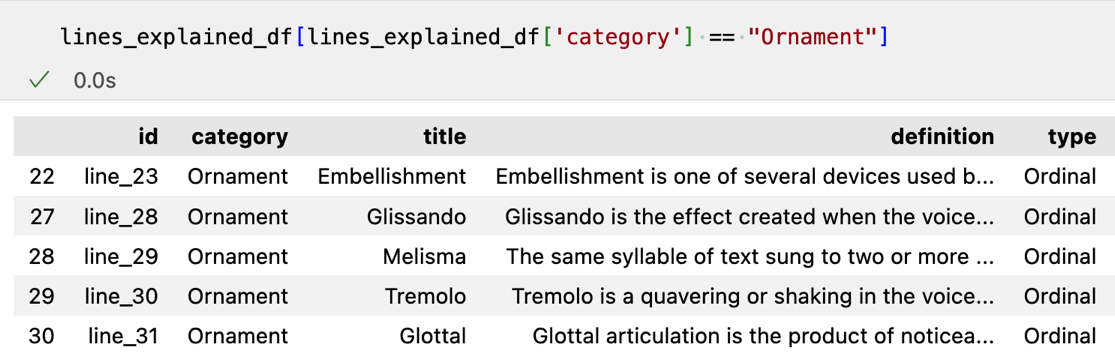 lines_explained_df[lines_explained_df['category'] == "Ornament"]
0.0s
id category title definition type
22 line_23 Ornament Embellishment Embellishment is one of several devices used b... Ordinal
27 line_28 Ornament Glissando Glissando is the effect created when the voice... Ordinal
28 line_29 Ornament Melisma The same syllable of text sung to two or more ... Ordinal
29 line_30 Ornament Tremolo Tremolo is a quavering or shaking in the voice... Ordinal
30 line_31 Ornament Glottal Glottal articulation is the product of noticea... Ordinal